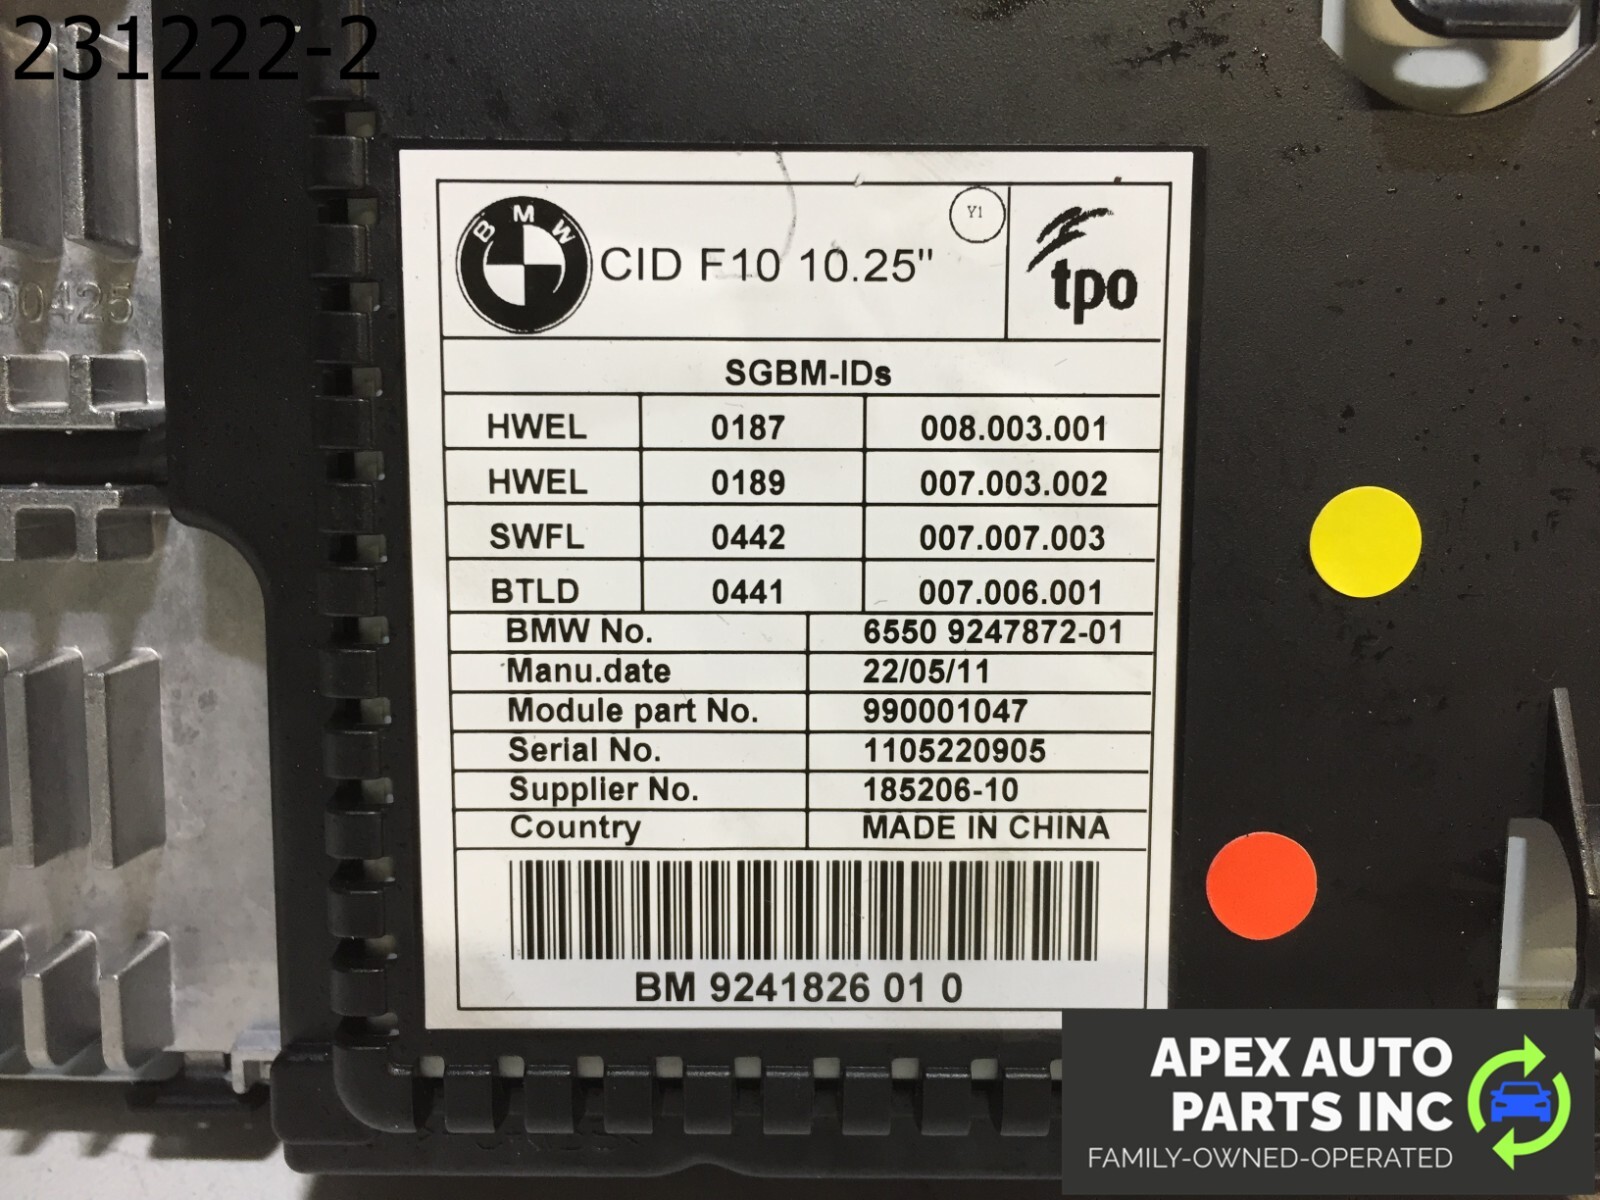 231222-2
00425
BMW CID F10 10.25" Y1 tpo
SGBM-IDs
HWEL 0187 008.003.001
HWEL 0189 007.003.002
SWFL 0442 007.007.003
BTLD 0441 007.006.001
BMW No. 6550 9247872-01
Manu.date 22/05/11
Module part No. 990001047
Serial No. 1105220905
Supplier No. 185206-10
Country MADE IN CHINA
BM 9241826 01 0
APEX AUTO
PARTS INC
FAMILY-OWNED-OPERATED